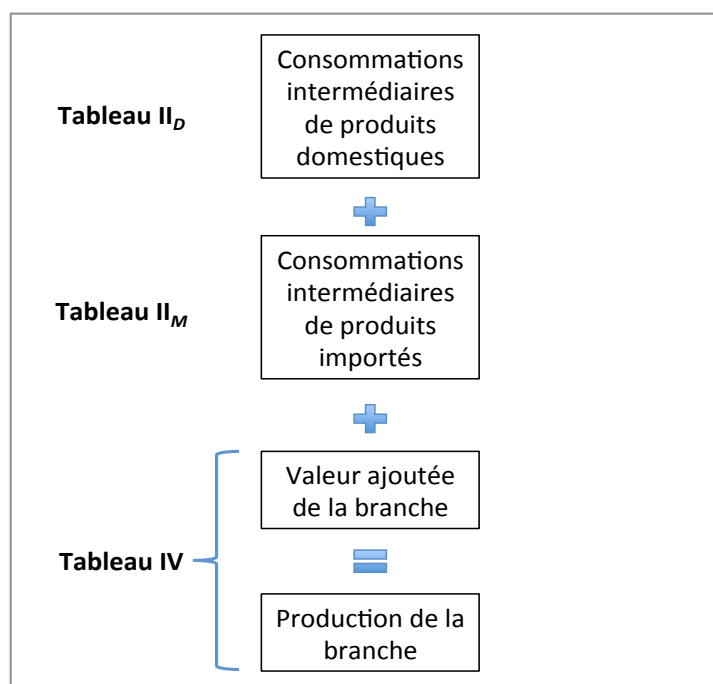 Consommations
intermédiaires
de produits
domestiques
Tableau II_D
Consommations
intermédiaires
de produits
importés
Tableau II_M
Valeur ajoutée
de la branche
Tableau IV
Production de la
branche